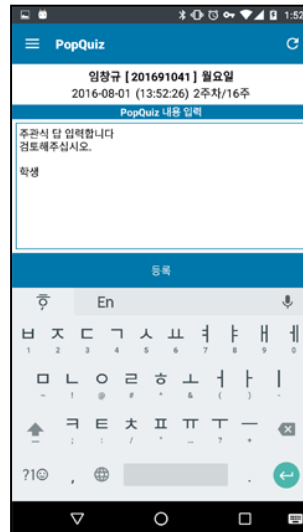 1:52
PopQuiz
임창규 [ 201691041 ] 월요일
2016-08-01 (13:52:26) 2주차/16주
PopQuiz 내용 입력
주관식 답 입력합니다
검토해주십시오.
학생
등록
En
ㅂ ㅈ ㄷ ㄱ ㅅ ㅛ ㅕ ㅑ ㅐ ㅔ
1 2 3 4 5 6 7 8 9 0
ㅁ ㄴ ㅇ ㄹ ㅎ ㅗ ㅓ ㅏ ㅣ
~ ! @ # ^ & ( ) -
ㅋ ㅌ ㅊ ㅍ ㅠ ㅜ ㅡ
; : / ? 
?1☺ , .